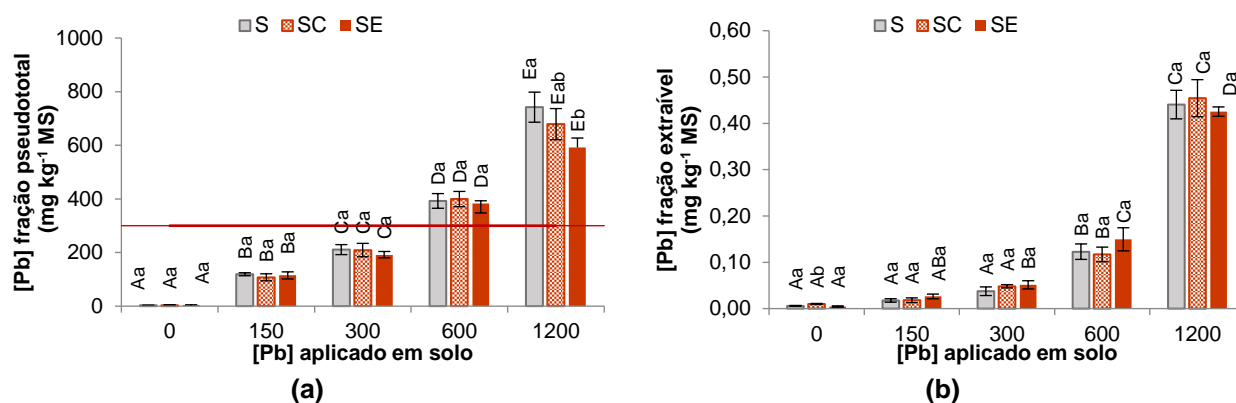 S SC SE
[Pb] fração pseudototal
(mg kg-1 MS)
1000
800
600
400
200
0
Aa Aa Aa
Ba Ba Ba
Ca Ca Ca
Da Da Da
Ea Eab Eb
0 150 300 600 1200
[Pb] aplicado em solo
(a)
S SC SE
[Pb] fração extraível
(mg kg-1 MS)
0,60
0,50
0,40
0,30
0,20
0,10
0,00
Aa Ab Aa
Aa Aa ABa
Aa Aa Ba
Ba Ba Ca
Ca Ca Da
0 150 300 600 1200
[Pb] aplicado em solo
(b)